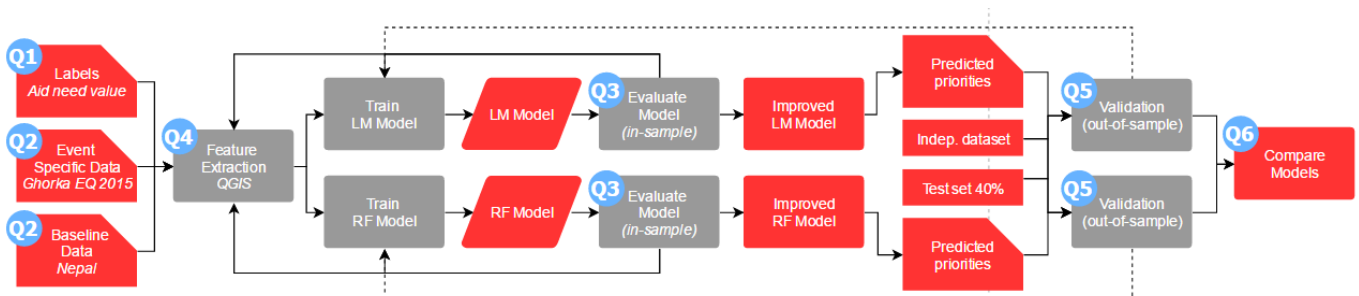 Q1
Labels
Aid need value
Q2
Event
Specific Data
Ghorka EQ 2015
Q2
Baseline
Data
Nepal
Q4
Feature
Extraction
QGIS
Train
LM Model
LM Model
Q3
Evaluate
Model
(in-sample)
Improved
LM Model
Predicted
priorities
Train
RF Model
RF Model
Q3
Evaluate
Model
(in-sample)
Improved
RF Model
Predicted
priorities
Indep. dataset
Test set 40%
Q5
Validation
(out-of-sample)
Q5
Validation
(out-of-sample)
Q6
Compare
Models